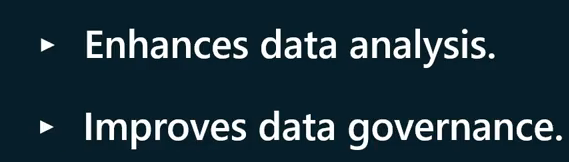 ▸ Enhances data analysis.
▸ Improves data governance.